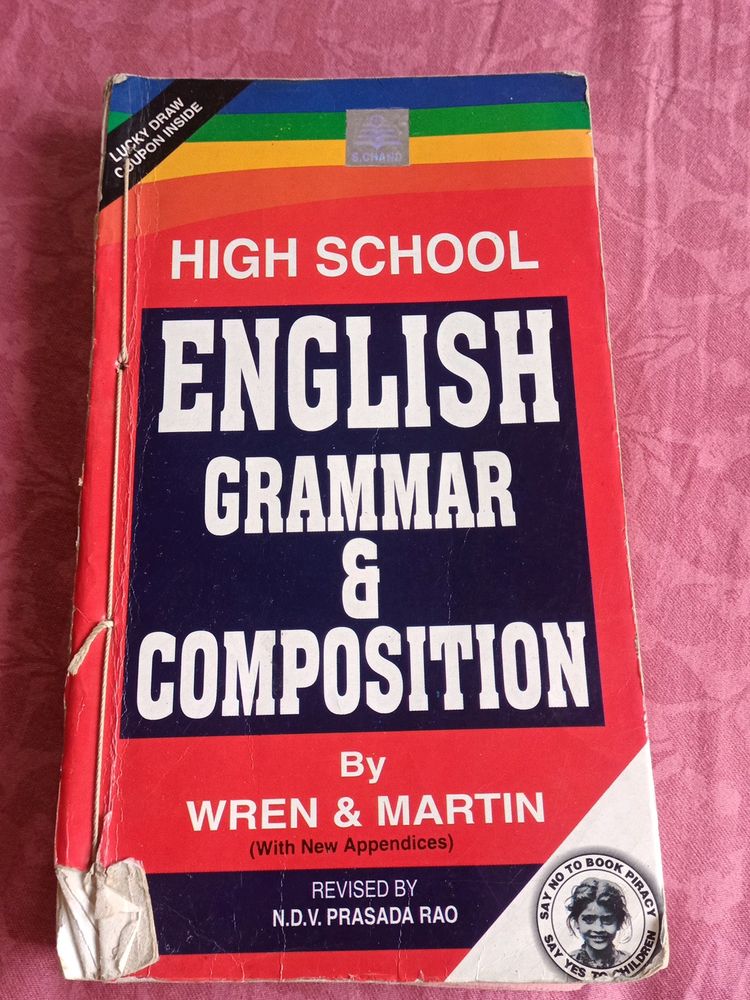 LUCKY DRAW
COUPON INSIDE
S.CHAND
HIGH SCHOOL
ENGLISH
GRAMMAR
&
COMPOSITION
By
WREN & MARTIN
(With New Appendices)
REVISED BY
N.D.V. PRASADA RAO
SAY NO TO BOOK PIRACY
SAY YES TO CHILDREN